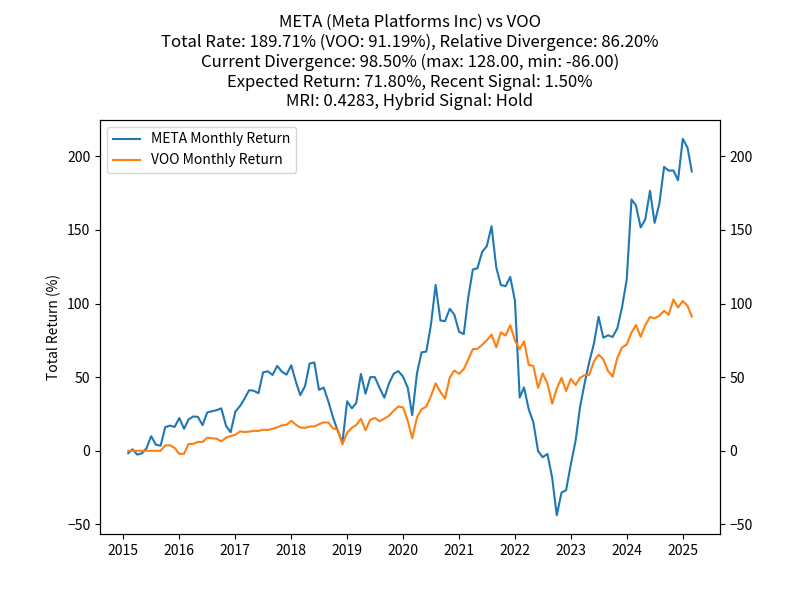 META (Meta Platforms Inc) vs VOO
Total Rate: 189.71% (VOO: 91.19%), Relative Divergence: 86.20%
Current Divergence: 98.50% (max: 128.00, min: -86.00)
Expected Return: 71.80%, Recent Signal: 1.50%
MRI: 0.4283, Hybrid Signal: Hold
META Monthly Return
VOO Monthly Return
Total Return (%)
200
150
100
50
0
−50
200
150
100
50
0
−50
2015 2016 2017 2018 2019 2020 2021 2022 2023 2024 2025